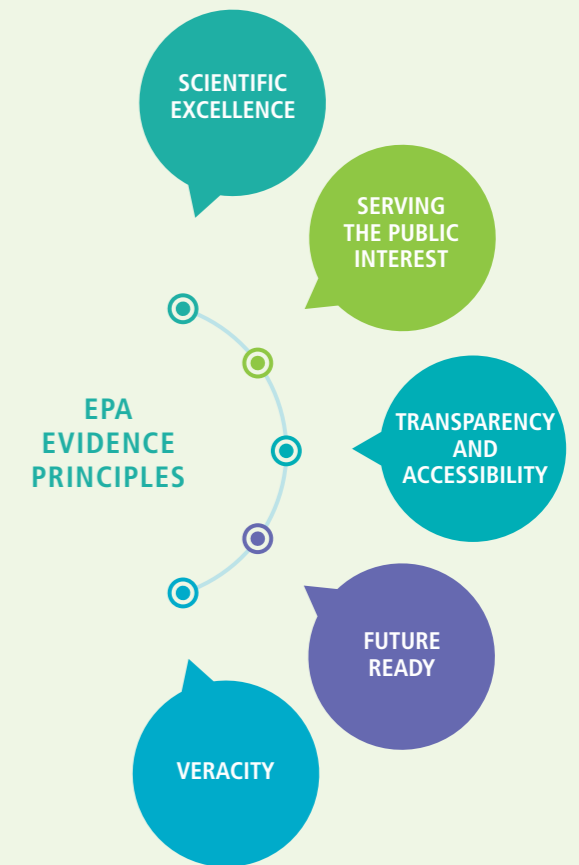 SCIENTIFIC
EXCELLENCE
SERVING
THE PUBLIC
INTEREST
EPA
EVIDENCE
PRINCIPLES
TRANSPARENCY
AND
ACCESSIBILITY
FUTURE
READY
VERACITY